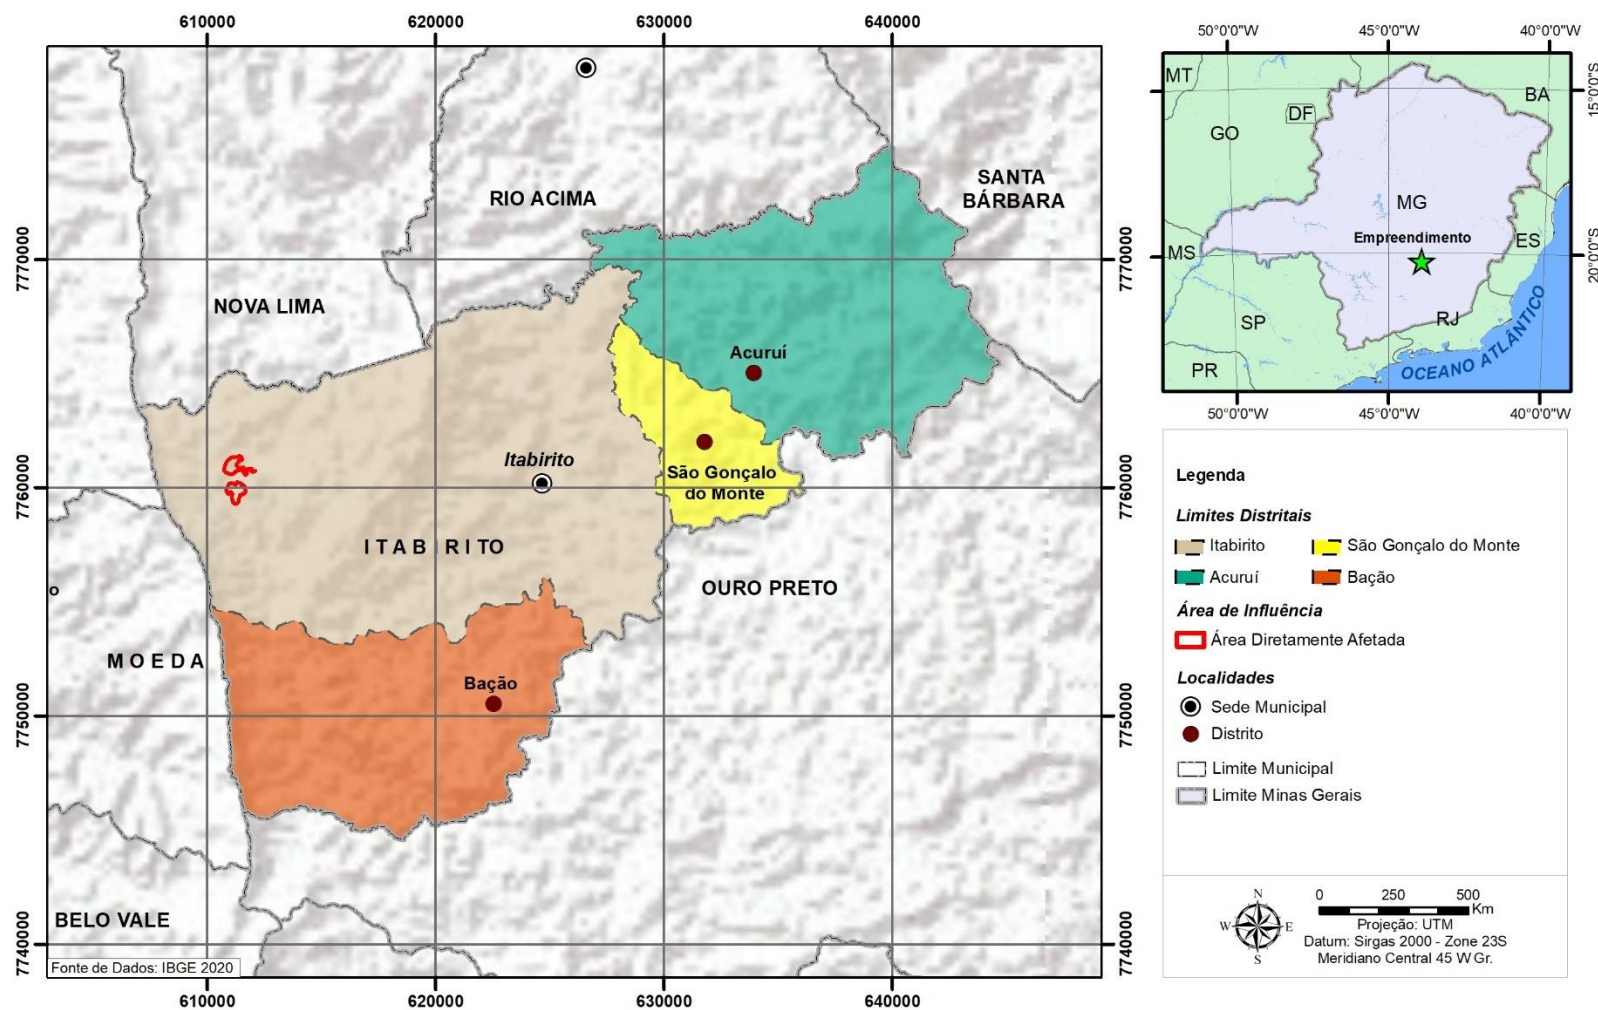 610000
620000
630000
640000
7770000
7760000
7750000
7740000
RIO ACIMA
SANTA
BÁRBARA
NOVA LIMA
Acuruí
Itabirito
São Gonçalo
do Monte
ITABIRITO
OURO PRETO
MOEDA
Bação
BELO VALE
Fonte de Dados: IBGE 2020
7770000
7760000
7750000
7740000
610000
620000
630000
640000
50°0'0"W
45°0'0"W
40°0'0"W
MT
BA
DF
GO
MG
Empreendimento
MS
ES
SP
RJ
PR
OCEANO ATLÂNTICO
15°0'0"S
20°0'0"S
50°0'0"W
45°0'0"W
40°0'0"W
Legenda
Limites Distritais
Itabirito
São Gonçalo do Monte
Acuruí
Bação
Área de Influência
Área Diretamente Afetada
Localidades
Sede Municipal
Distrito
Limite Municipal
Limite Minas Gerais
N
W
E
S
0 250 500
Km
Projeção: UTM
Datum: Sirgas 2000 - Zone 23S
Meridiano Central 45 W Gr.